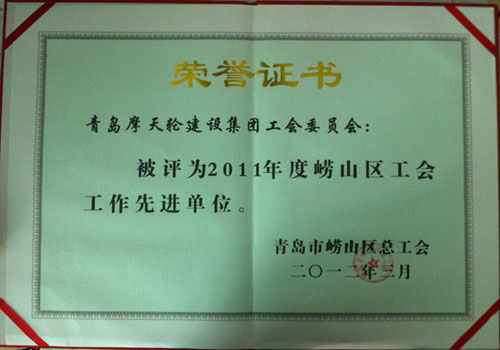 荣誉证书
青岛摩天轮建设集团工会委员会：
被评为2011年度崂山区工会
工作先进单位。
青岛市崂山区总工会
二〇一二年三月